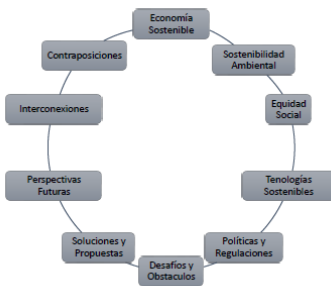 Economía
Sostenible
Sostenibilidad
Ambiental
Equidad
Social
Tenologías
Sostenibles
Políticas y
Regulaciones
Desafíos y
Obstaculos
Soluciones y
Propuestas
Perspectivas
Futuras
Interconexiones
Contraposiciones